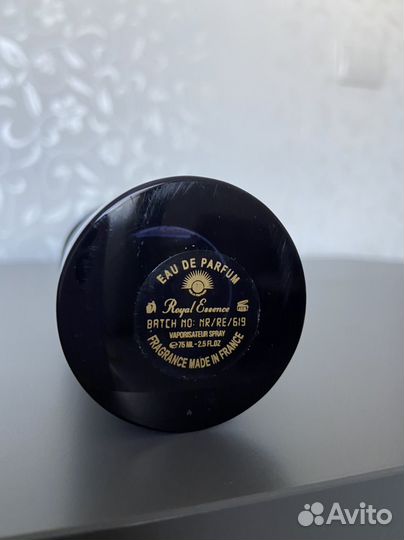 EAU DE PARFUM
Royal Essence
BATCH NO: NR/RE/619
VAPORISATEUR SPRAY
℮75 ML - 2.5 FL.OZ
FRAGRANCE MADE IN FRANCE
Avito